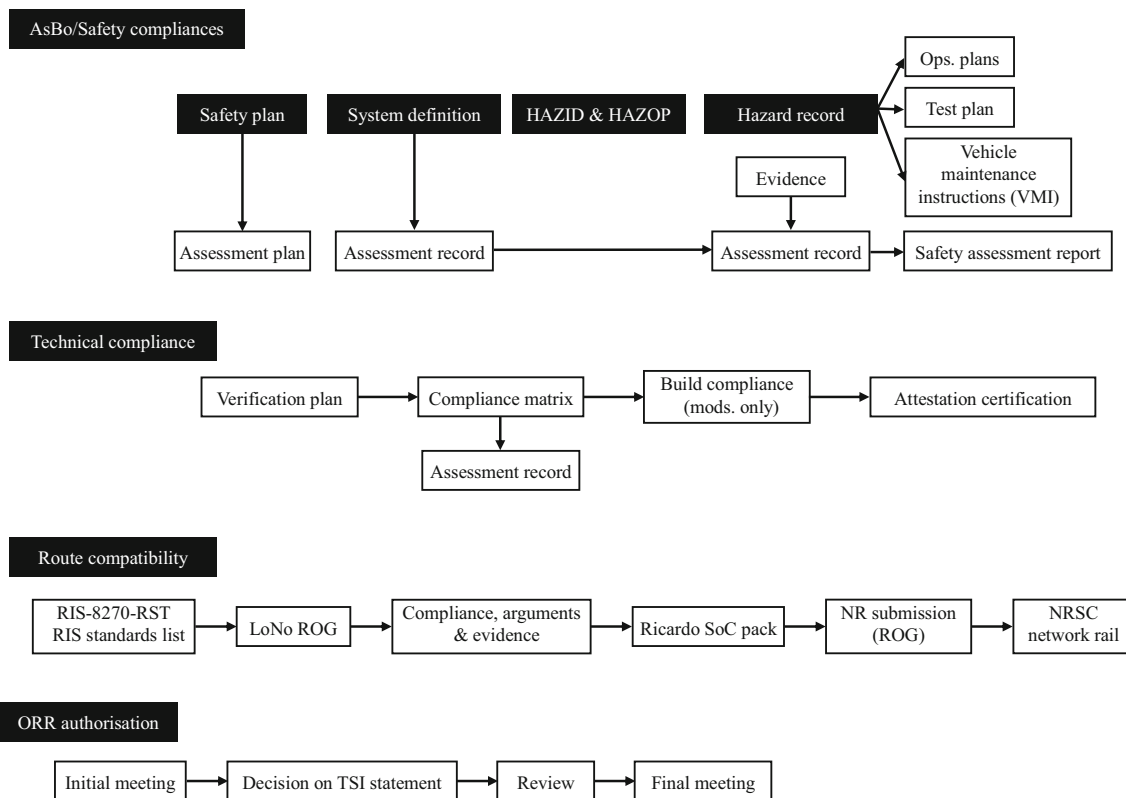 AsBo/Safety compliances
Ops. plans
Safety plan
System definition
HAZID & HAZOP
Hazard record
Test plan
Vehicle
maintenance
instructions (VMI)
Evidence
Assessment plan
Assessment record
Assessment record
Safety assessment report
Technical compliance
Verification plan
Compliance matrix
Build compliance
(mods. only)
Attestation certification
Assessment record
Route compatibility
RIS-8270-RST
RIS standards list
LoNo ROG
Compliance, arguments
& evidence
Ricardo SoC pack
NR submission
(ROG)
NRSC
network rail
ORR authorisation
Initial meeting
Decision on TSI statement
Review
Final meeting